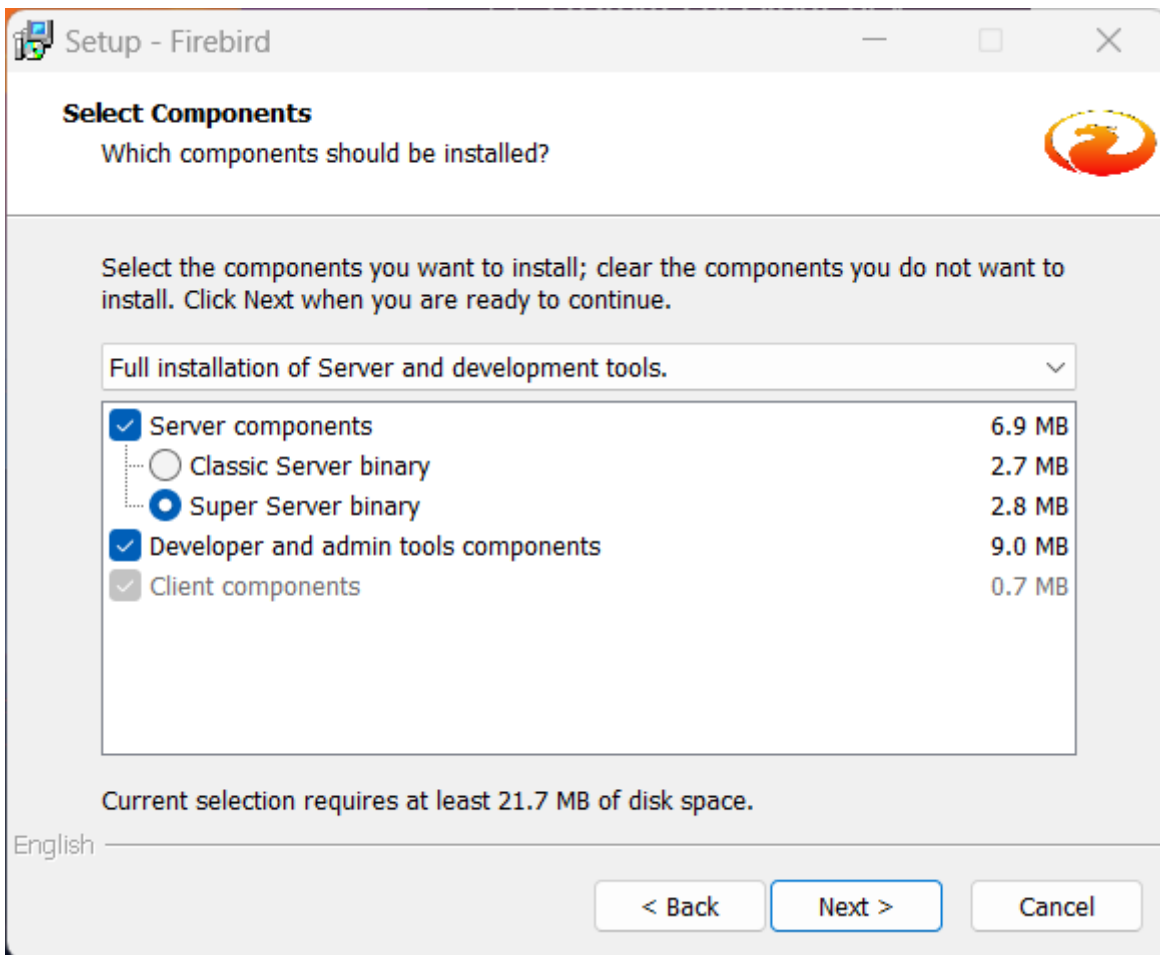 Setup - Firebird
Select Components
Which components should be installed?
Select the components you want to install; clear the components you do not want to
install. Click Next when you are ready to continue.
Full installation of Server and development tools.
Server components 6.9 MB
Classic Server binary 2.7 MB
Super Server binary 2.8 MB
Developer and admin tools components 9.0 MB
Client components 0.7 MB
Current selection requires at least 21.7 MB of disk space.
English
< Back Next > Cancel